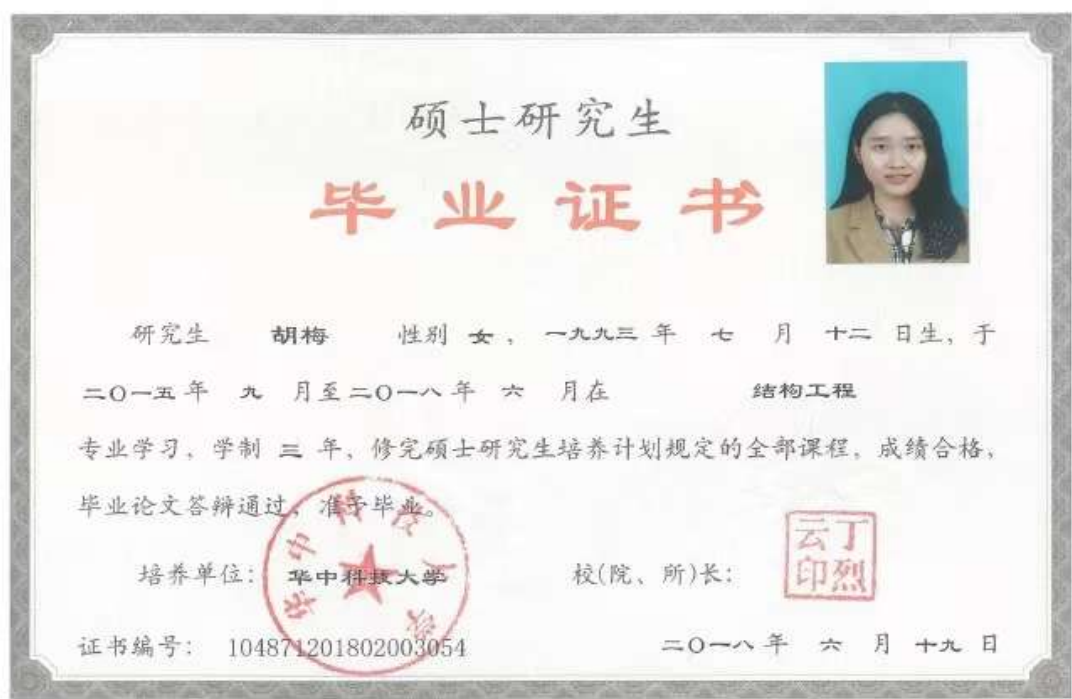 硕士研究生
毕业证书
研究生 胡梅 性别 女，一九九三 年 七 月 十二 日生，于
二〇一五年 九 月至二〇一八年 六 月在 结构工程
专业学习，学制 三 年，修完硕士研究生培养计划规定的全部课程，成绩合格，
毕业论文答辩通过，准予毕业。
培养单位：华中科技大学 校(院、所)长：
华中科技大学
丁烈云印
证书编号：104871201802003054 二〇一八 年 六 月 十九 日